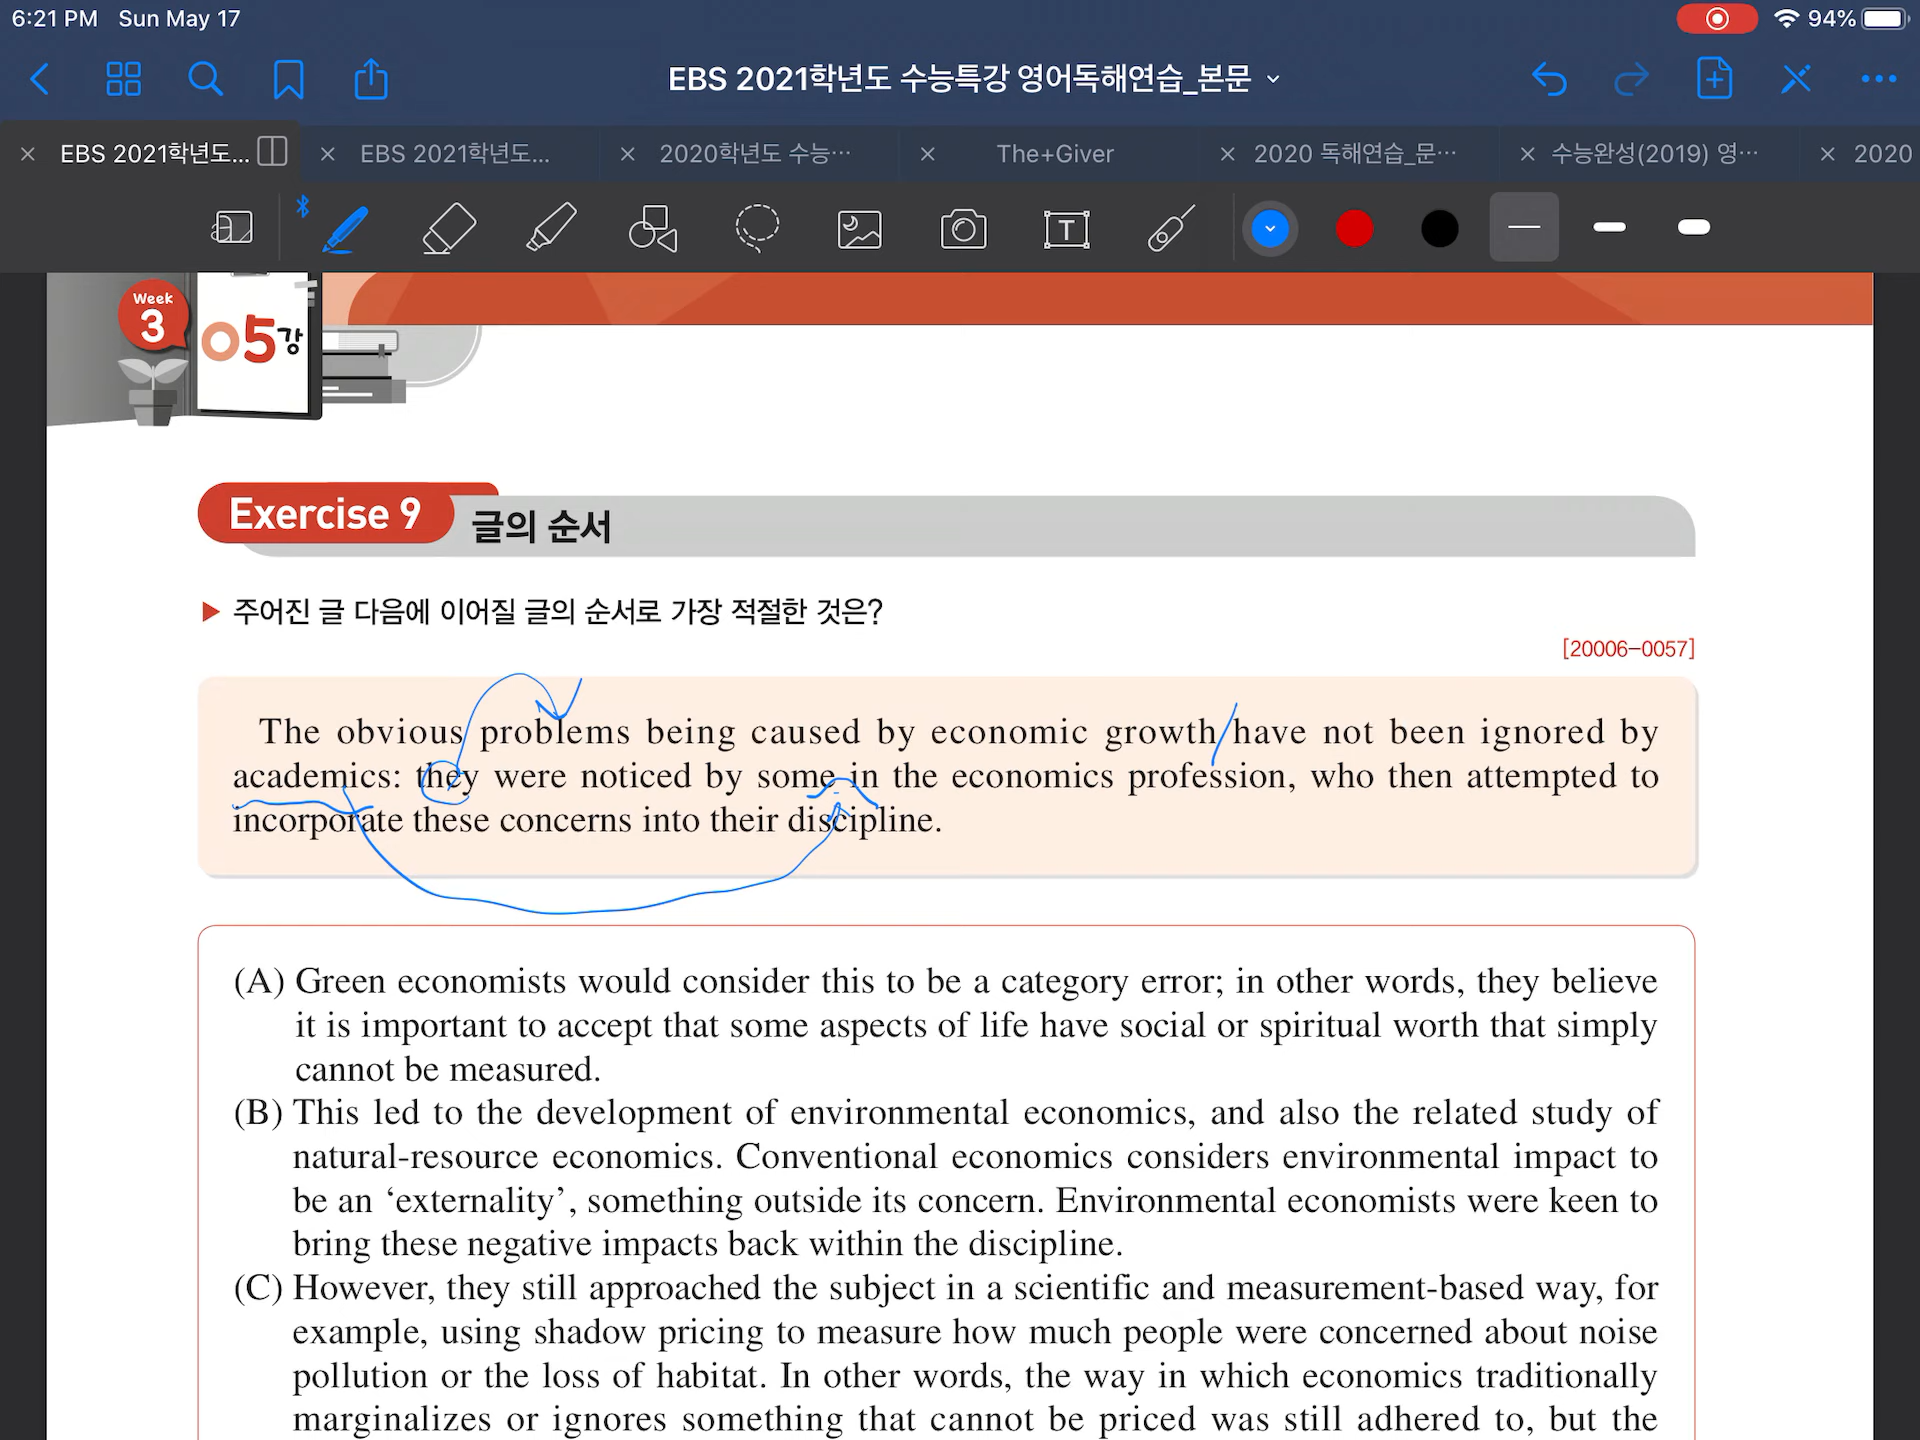 6:21 PM Sun May 17
94%
EBS 2021학년도 수능특강 영어독해연습_본문
EBS 2021학년도...
EBS 2021학년도...
2020학년도 수능…
The+Giver
2020 독해연습_문…
수능완성(2019) 영…
2020
T
Week
3
05강
Exercise 9 글의 순서
주어진 글 다음에 이어질 글의 순서로 가장 적절한 것은?
[20006-0057]
The obvious problems being caused by economic growth have not been ignored by
academics: they were noticed by some in the economics profession, who then attempted to
incorporate these concerns into their discipline.
(A) Green economists would consider this to be a category error; in other words, they believe
it is important to accept that some aspects of life have social or spiritual worth that simply
cannot be measured.
(B) This led to the development of environmental economics, and also the related study of
natural-resource economics. Conventional economics considers environmental impact to
be an ‘externality’, something outside its concern. Environmental economists were keen to
bring these negative impacts back within the discipline.
(C) However, they still approached the subject in a scientific and measurement-based way, for
example, using shadow pricing to measure how much people were concerned about noise
pollution or the loss of habitat. In other words, the way in which economics traditionally
marginalizes or ignores something that cannot be priced was still adhered to, but the